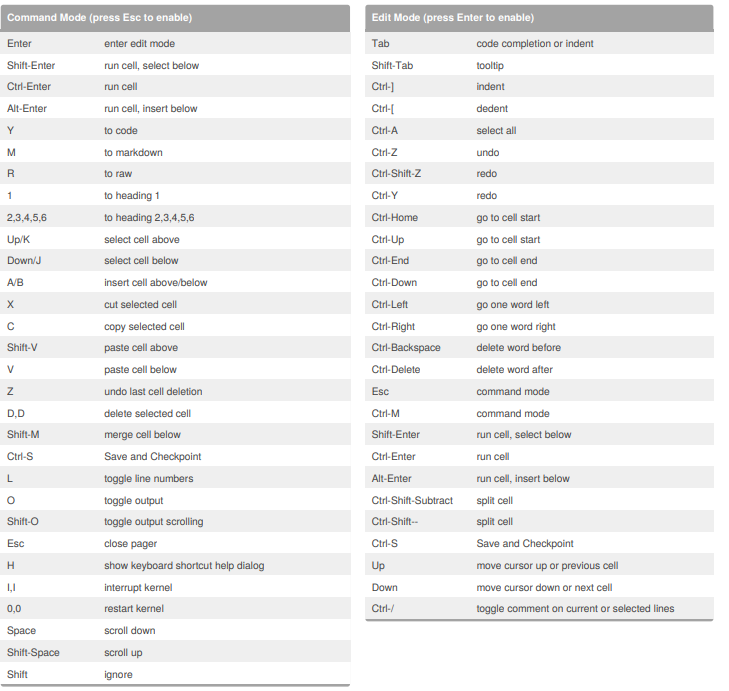 Command Mode (press Esc to enable)
Enter enter edit mode
Shift-Enter run cell, select below
Ctrl-Enter run cell
Alt-Enter run cell, insert below
Y to code
M to markdown
R to raw
1 to heading 1
2,3,4,5,6 to heading 2,3,4,5,6
Up/K select cell above
Down/J select cell below
A/B insert cell above/below
X cut selected cell
C copy selected cell
Shift-V paste cell above
V paste cell below
Z undo last cell deletion
D,D delete selected cell
Shift-M merge cell below
Ctrl-S Save and Checkpoint
L toggle line numbers
O toggle output
Shift-O toggle output scrolling
Esc close pager
H show keyboard shortcut help dialog
I,I interrupt kernel
0,0 restart kernel
Space scroll down
Shift-Space scroll up
Shift ignore
Edit Mode (press Enter to enable)
Tab code completion or indent
Shift-Tab tooltip
Ctrl-] indent
Ctrl-[ dedent
Ctrl-A select all
Ctrl-Z undo
Ctrl-Shift-Z redo
Ctrl-Y redo
Ctrl-Home go to cell start
Ctrl-Up go to cell start
Ctrl-End go to cell end
Ctrl-Down go to cell end
Ctrl-Left go one word left
Ctrl-Right go one word right
Ctrl-Backspace delete word before
Ctrl-Delete delete word after
Esc command mode
Ctrl-M command mode
Shift-Enter run cell, select below
Ctrl-Enter run cell
Alt-Enter run cell, insert below
Ctrl-Shift-Subtract split cell
Ctrl-Shift-- split cell
Ctrl-S Save and Checkpoint
Up move cursor up or previous cell
Down move cursor down or next cell
Ctrl-/ toggle comment on current or selected lines